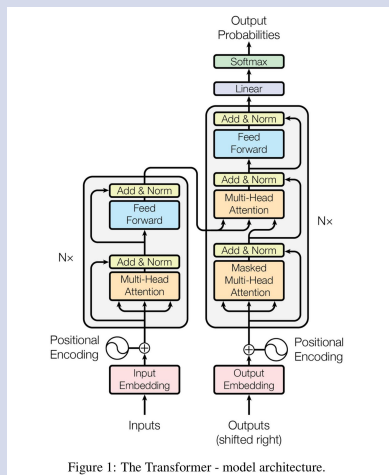 Output
Probabilities
Softmax
Linear
Add & Norm
Feed
Forward
Add & Norm
Multi-Head
Attention
Nx
Add & Norm
Masked
Multi-Head
Attention
Add & Norm
Feed
Forward
Nx
Add & Norm
Multi-Head
Attention
Positional
Encoding
Positional
Encoding
Input
Embedding
Output
Embedding
Inputs
Outputs
(shifted right)
Figure 1: The Transformer - model architecture.